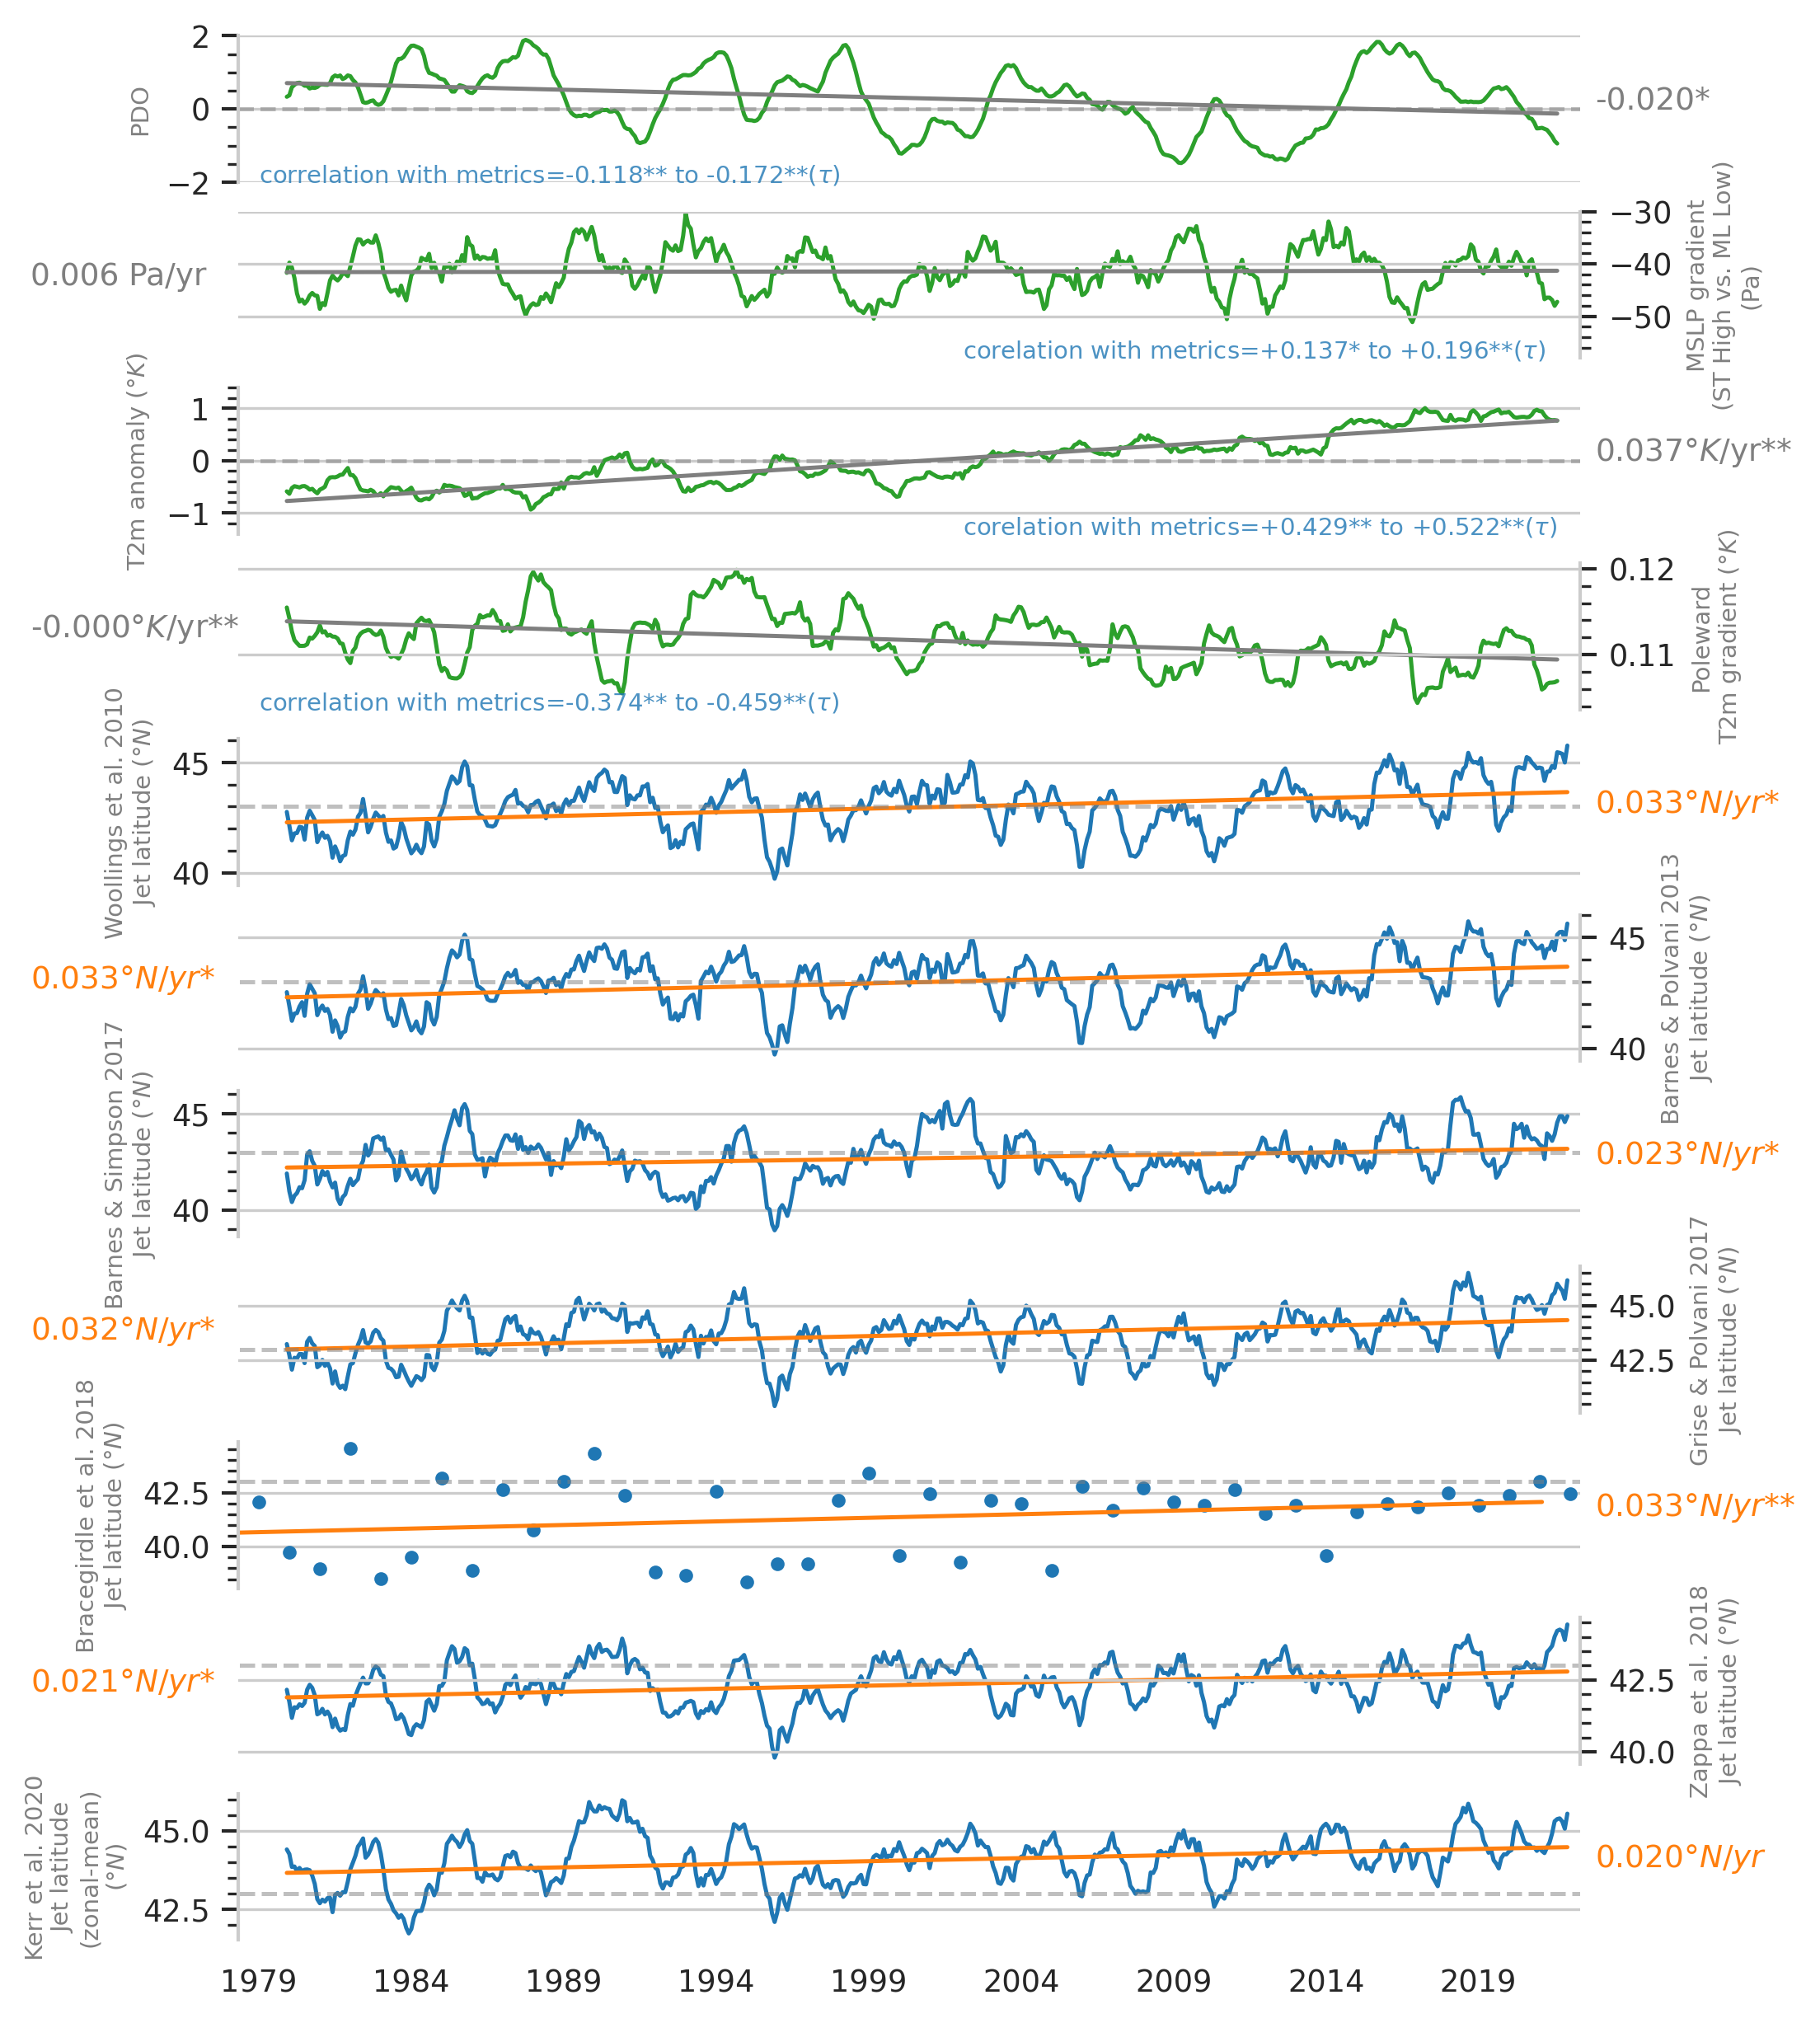 2
0
−2
PDO
-0.020*
correlation with metrics=-0.118** to -0.172**(τ)
0.006 Pa/yr
−30
−40
−50
MSLP gradient
(ST High vs. ML Low)
(Pa)
corelation with metrics=+0.137* to +0.196**(τ)
T2m anomaly (°K)
1
0
−1
0.037°K/yr**
corelation with metrics=+0.429** to +0.522**(τ)
-0.000°K/yr**
0.12
0.11
Poleward
T2m gradient (°K)
correlation with metrics=-0.374** to -0.459**(τ)
Woollings et al. 2010
Jet latitude (°N)
45
40
0.033°N/yr*
0.033°N/yr*
45
40
Barnes & Polvani 2013
Jet latitude (°N)
Barnes & Simpson 2017
Jet latitude (°N)
45
40
0.023°N/yr*
0.032°N/yr*
45.0
42.5
Grise & Polvani 2017
Jet latitude (°N)
Bracegirdle et al. 2018
Jet latitude (°N)
42.5
40.0
0.033°N/yr**
0.021°N/yr*
42.5
40.0
Zappa et al. 2018
Jet latitude (°N)
Kerr et al. 2020
Jet latitude
(zonal-mean)
(°N)
45.0
42.5
0.020°N/yr
1979 1984 1989 1994 1999 2004 2009 2014 2019